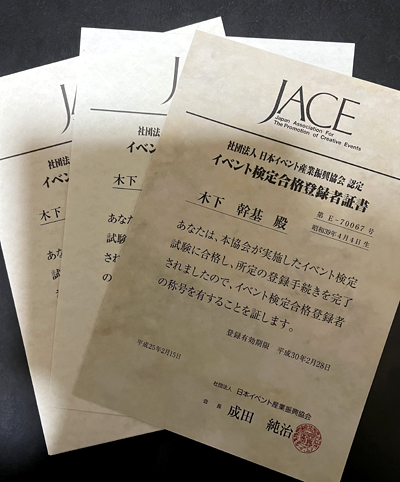 JACE
Japan Association For
The Promotion of Creative Events
社団法人 日本イベント産業振興協会 認定
イベント検定合格登録者証書
木下 幹基 殿
第 E-70067 号
昭和39年4月4日 生
あなたは、本協会が実施したイベント検定
試験に合格し、所定の登録手続きを完了
されましたので、イベント検定合格登録者
の称号を有することを証します。
登録有効期限 平成30年2月28日
平成25年2月15日
社団法人 日本イベント産業振興協会
会長 成田 純治
JA
社団法
イベン
木下
あなた
試験に
され
の
J
社団法人
イベン
木下
あな
試験
され
の称